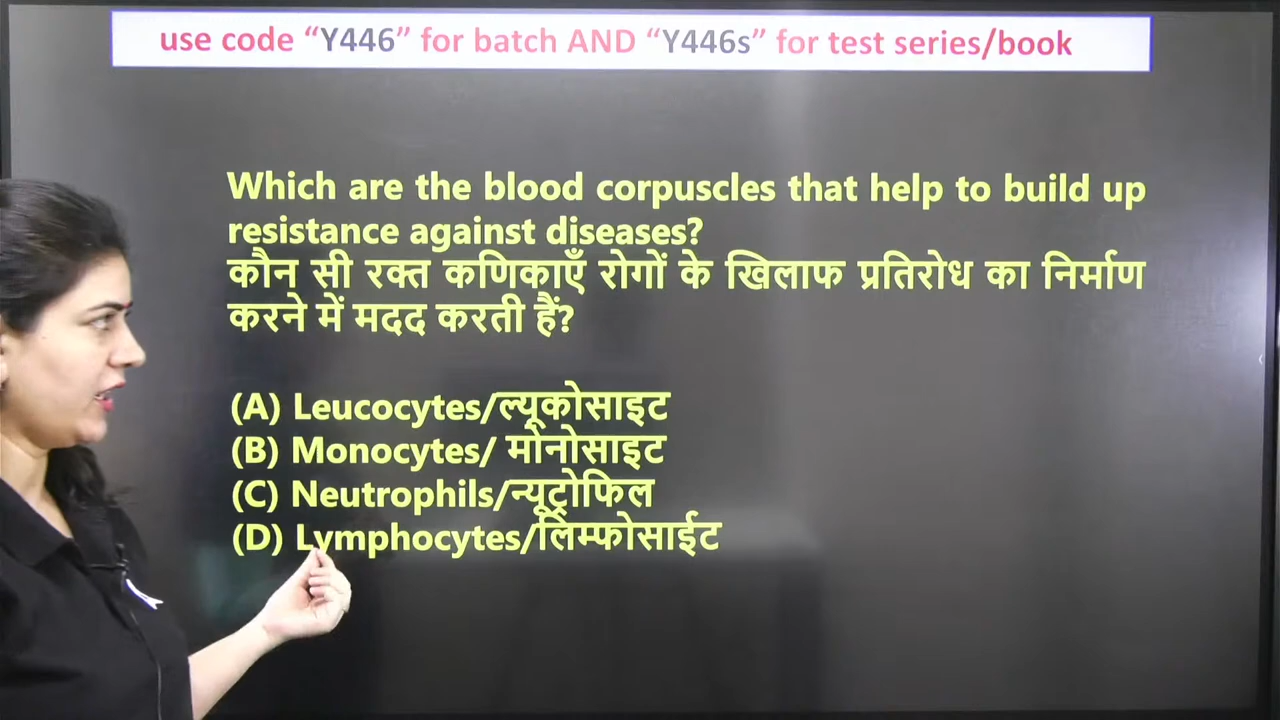 use code “Y446” for batch AND “Y446s” for test series/book
Which are the blood corpuscles that help to build up
resistance against diseases?
कौन सी रक्त कणिकाएँ रोगों के खिलाफ प्रतिरोध का निर्माण
करने में मदद करती हैं?
(A) Leucocytes/ल्यूकोसाइट
(B) Monocytes/ मोनोसाइट
(C) Neutrophils/न्यूट्रोफिल
(D) Lymphocytes/लिम्फोसाईट